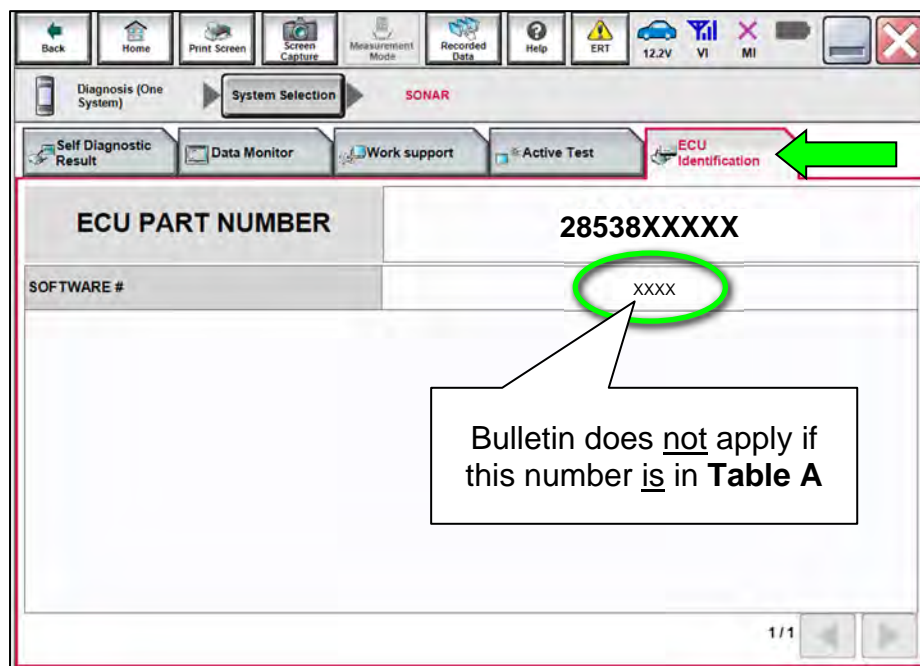 Back
Home
Print Screen
Screen Capture
Measurement Mode
Recorded Data
Help
ERT
12.2V
VI
MI
Diagnosis (One System)
System Selection
SONAR
Self Diagnostic Result
Data Monitor
Work support
Active Test
ECU Identification
ECU PART NUMBER
28538XXXXX
SOFTWARE #
XXXX
Bulletin does not apply if
this number is in Table A
1/1